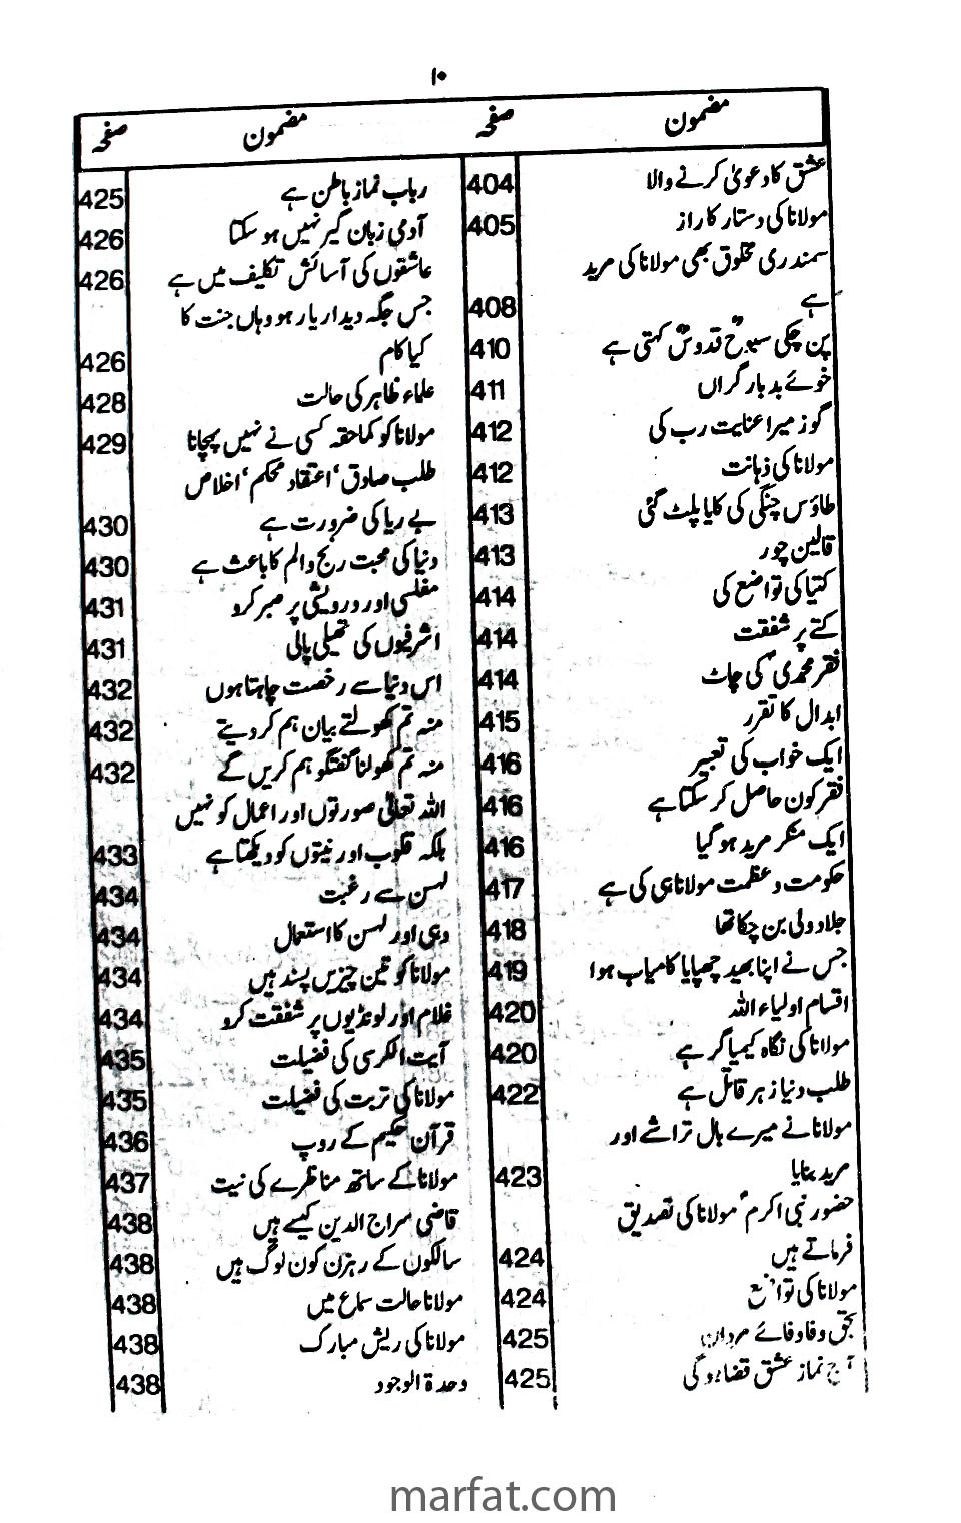 ۱۰
مضمون صفحہ
عشق کا دعویٰ کرنے والا 404
مولانا کی دستار کا راز 405
سمندری مخلوق بھی مولانا کی مرید
ہے 408
پن چکی سبوحٌ قدوسٌ کہتی ہے 410
خوئے بد بار گراں 411
گوز میرا عنایت رب کی 412
مولانا کی ذہانت 412
طاؤس چنگی کی کایا پلٹ گئی 413
قالین چور 413
کتیا کی تواضع کی 414
کتے پر شفقت 414
فقر محمدیؐ کی چاٹ 414
ابدال کا تقرر 415
ایک خواب کی تعبیر 416
فقر کون حاصل کر سکتا ہے 416
ایک منکر مرید ہو گیا 416
حکومت و عظمت مولانا ہی کی ہے 417
جلاد ولی بن چکا تھا 418
جس نے اپنا بھید چھپایا کامیاب ہوا 419
اقسام اولیاء اللہ 420
مولانا کی نگاہ کیمیا گر ہے 420
طلب دنیا زہر قاتل ہے 422
مولانا نے میرے بال تراشے اور
مرید بنایا 423
حضور نبی اکرمؐ مولانا کی تصدیق
فرماتے ہیں 424
مولانا کی تواضع 424
بحق وفا وفائے مردان 425
آج نماز عشق قضا ہو گی 425
مضمون صفحہ
رباب نماز باطن ہے 425
آدمی زبان گیر نہیں ہو سکتا 426
عاشقوں کی آسائش تکلیف میں ہے 426
جس جگہ دیدار یار ہو وہاں جنت کا
کیا کام 426
علماء ظاہر کی حالت 428
مولانا کو کماحقہ کسی نے نہیں پہچانا 429
طلب صادق، اعتقاد محکم، اخلاص
بے ریا کی ضرورت ہے 430
دنیا کی محبت رنج و الم کا باعث ہے 430
مفلسی اور درویشی پر صبر کرو 431
اشرفیوں کی تھیلی پالی 431
اس دنیا سے رخصت چاہتا ہوں 432
منہ تم کھولتے بیان ہم کر دیتے 432
منہ تم کھولنا گفتگو ہم کریں گے 432
اللہ تعالیٰ صورتوں اور اعمال کو نہیں
بلکہ قلوب اور نیتوں کو دیکھتا ہے 433
لہسن سے رغبت 434
دہی اور لہسن کا استعمال 434
مولانا کو تین چیزیں پسند ہیں 434
غلام اور لونڈیوں پر شفقت کرو 434
آیت الکرسی کی فضیلت 435
مولانا کی تربت کی فضیلت 435
قرآن حکیم کے روپ 436
مولانا کے ساتھ مناظرے کی نیت 437
قاضی سراج الدین کیسے ہیں 438
سالکوں کے رہزن کون لوگ ہیں 438
مولانا حالت سماع میں 438
مولانا کی ریش مبارک 438
وحدۃ الوجود 438
marfat.com